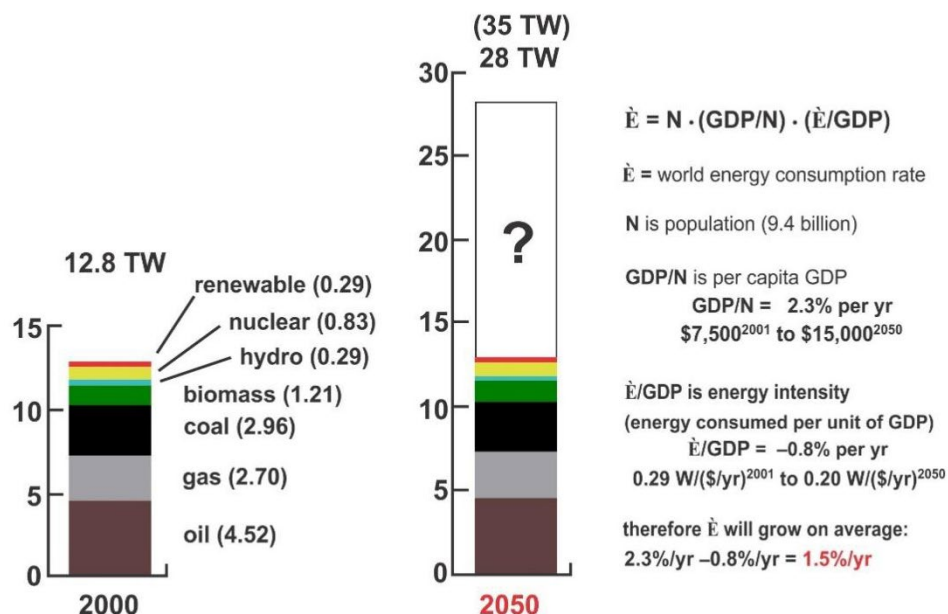 12.8 TW
15
10
5
0
renewable (0.29)
nuclear (0.83)
hydro (0.29)
biomass (1.21)
coal (2.96)
gas (2.70)
oil (4.52)
2000
(35 TW)
28 TW
30
25
20
15
10
5
0
?
2050
È = N · (GDP/N) · (È/GDP)
È = world energy consumption rate
N is population (9.4 billion)
GDP/N is per capita GDP
GDP/N = 2.3% per yr
$7,500²⁰⁰¹ to $15,000²⁰⁵⁰
È/GDP is energy intensity
(energy consumed per unit of GDP)
È/GDP = –0.8% per yr
0.29 W/($/yr)²⁰⁰¹ to 0.20 W/($/yr)²⁰⁵⁰
therefore È will grow on average:
2.3%/yr –0.8%/yr = 1.5%/yr